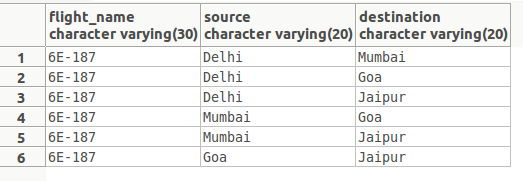 flight_name source destination
character varying(30) character varying(20) character varying(20)
1 6E-187 Delhi Mumbai
2 6E-187 Delhi Goa
3 6E-187 Delhi Jaipur
4 6E-187 Mumbai Goa
5 6E-187 Mumbai Jaipur
6 6E-187 Goa Jaipur